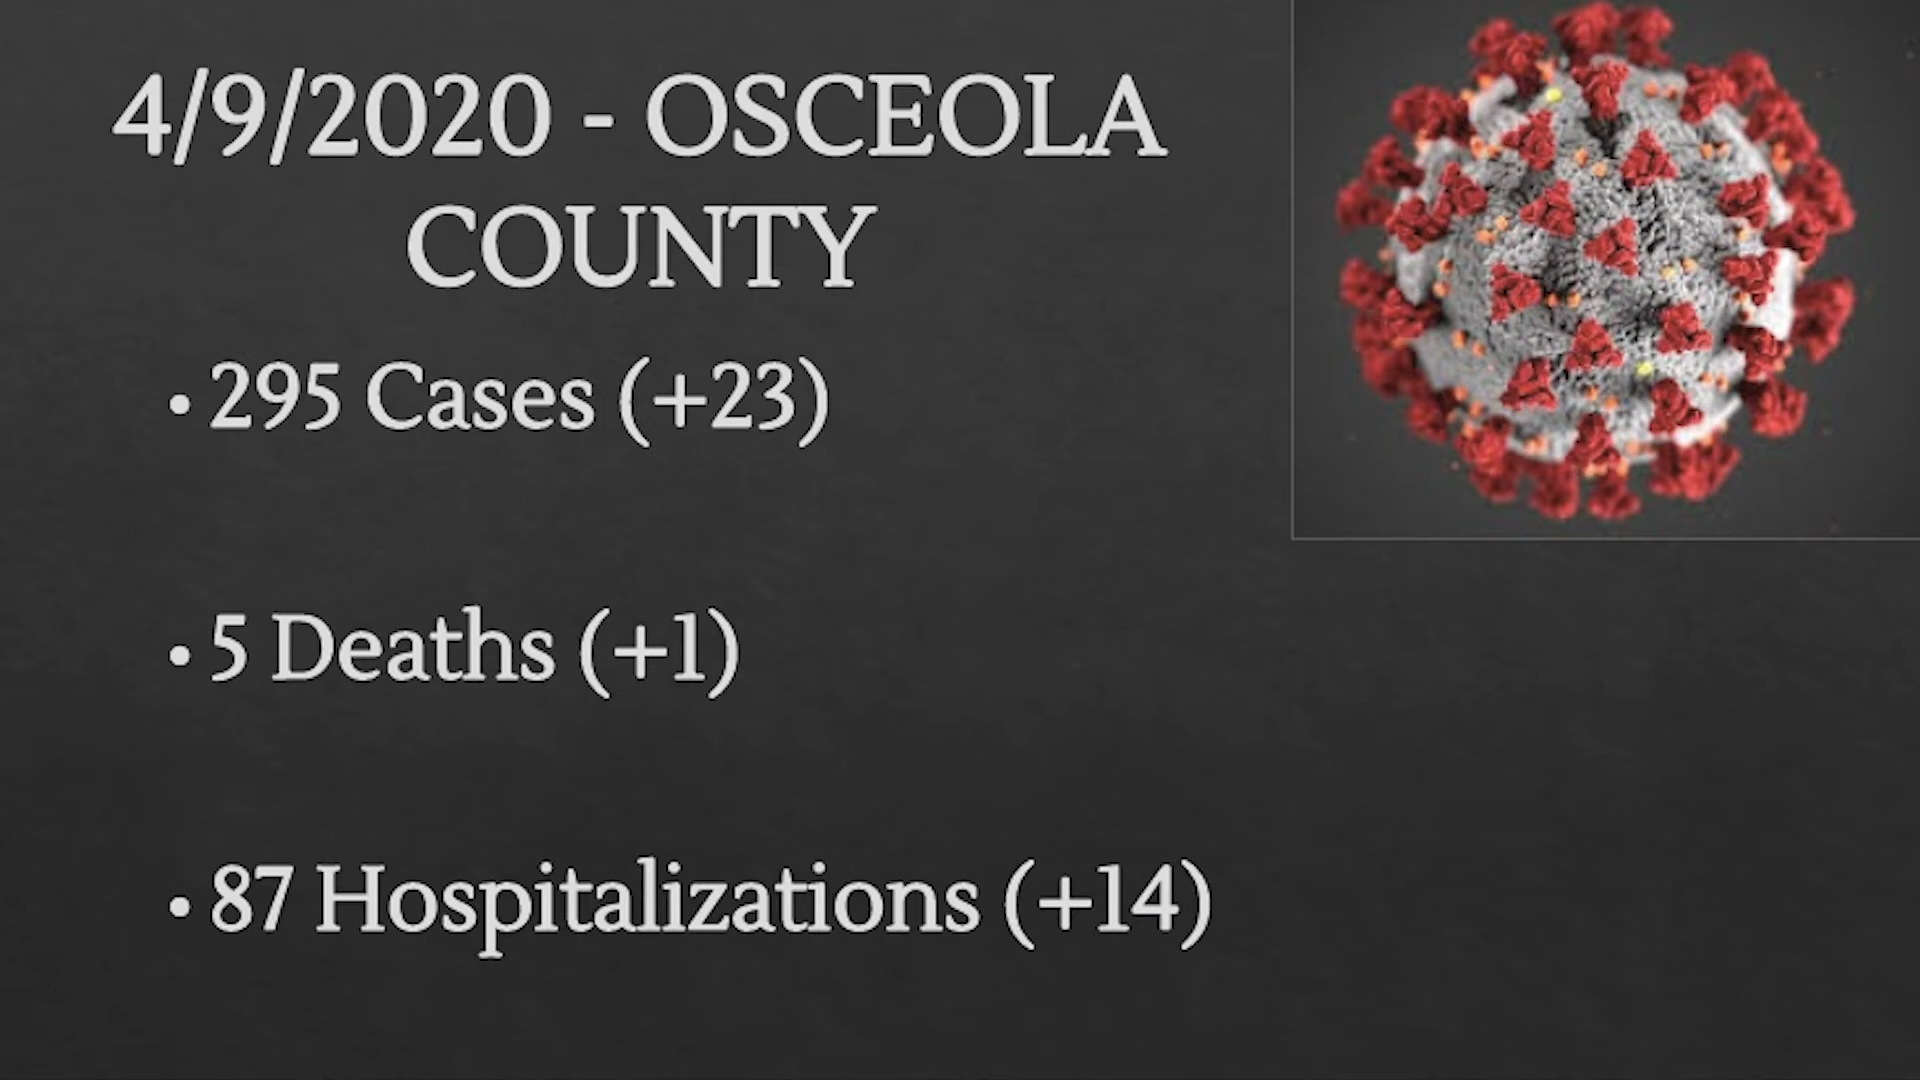 4/9/2020 - OSCEOLA
COUNTY
• 295 Cases (+23)
• 5 Deaths (+1)
• 87 Hospitalizations (+14)